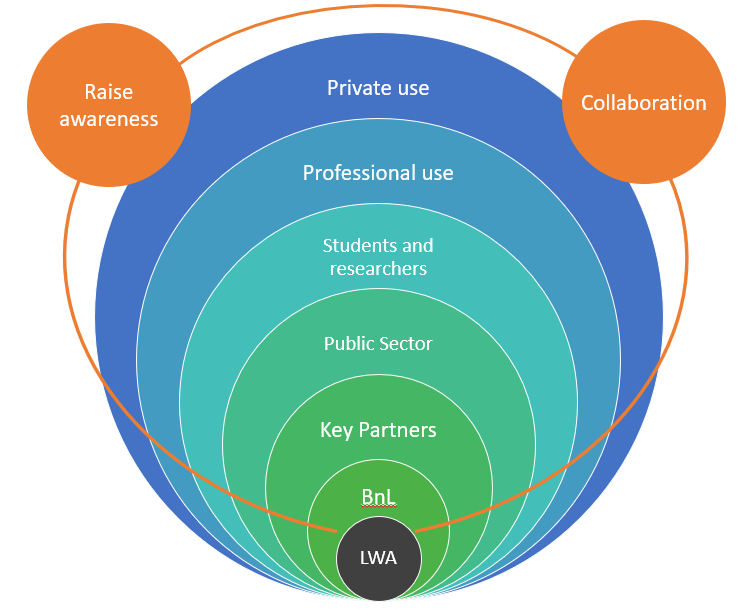 Raise
awareness
Collaboration
Private use
Professional use
Students and
researchers
Public Sector
Key Partners
BnL
LWA